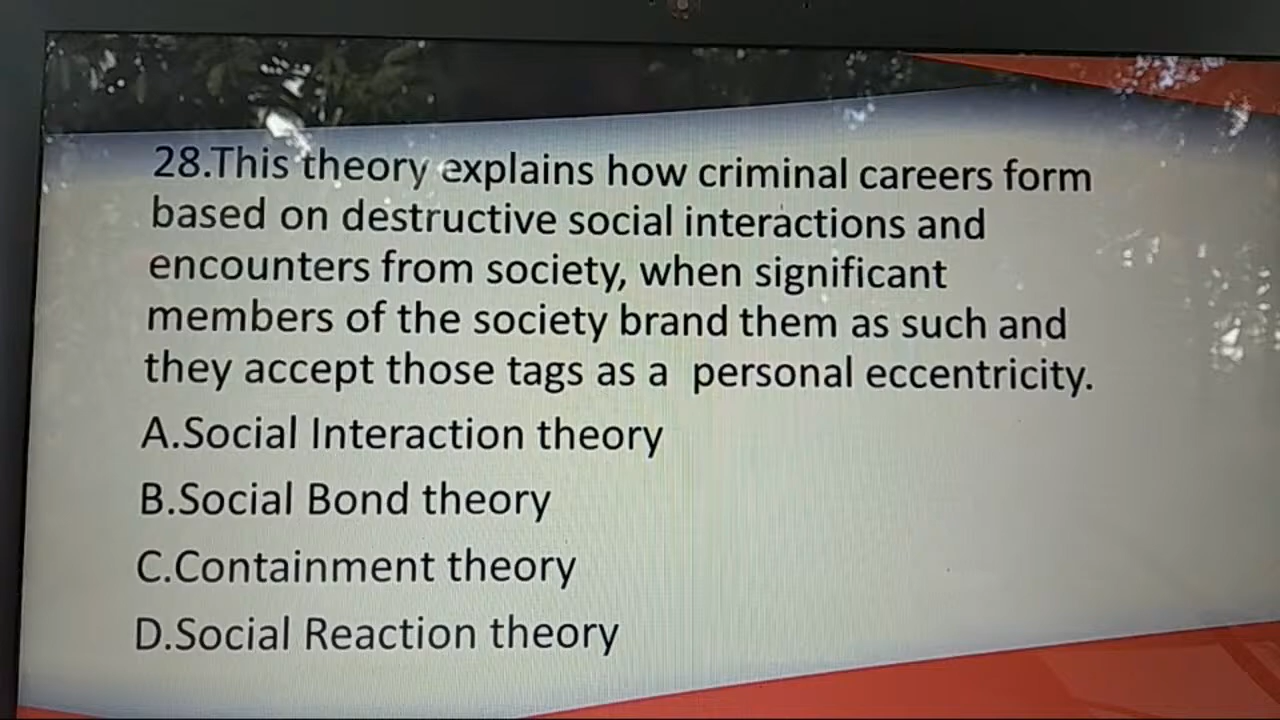 28.This theory explains how criminal careers form
based on destructive social interactions and
encounters from society, when significant
members of the society brand them as such and
they accept those tags as a personal eccentricity.
A.Social Interaction theory
B.Social Bond theory
C.Containment theory
D.Social Reaction theory